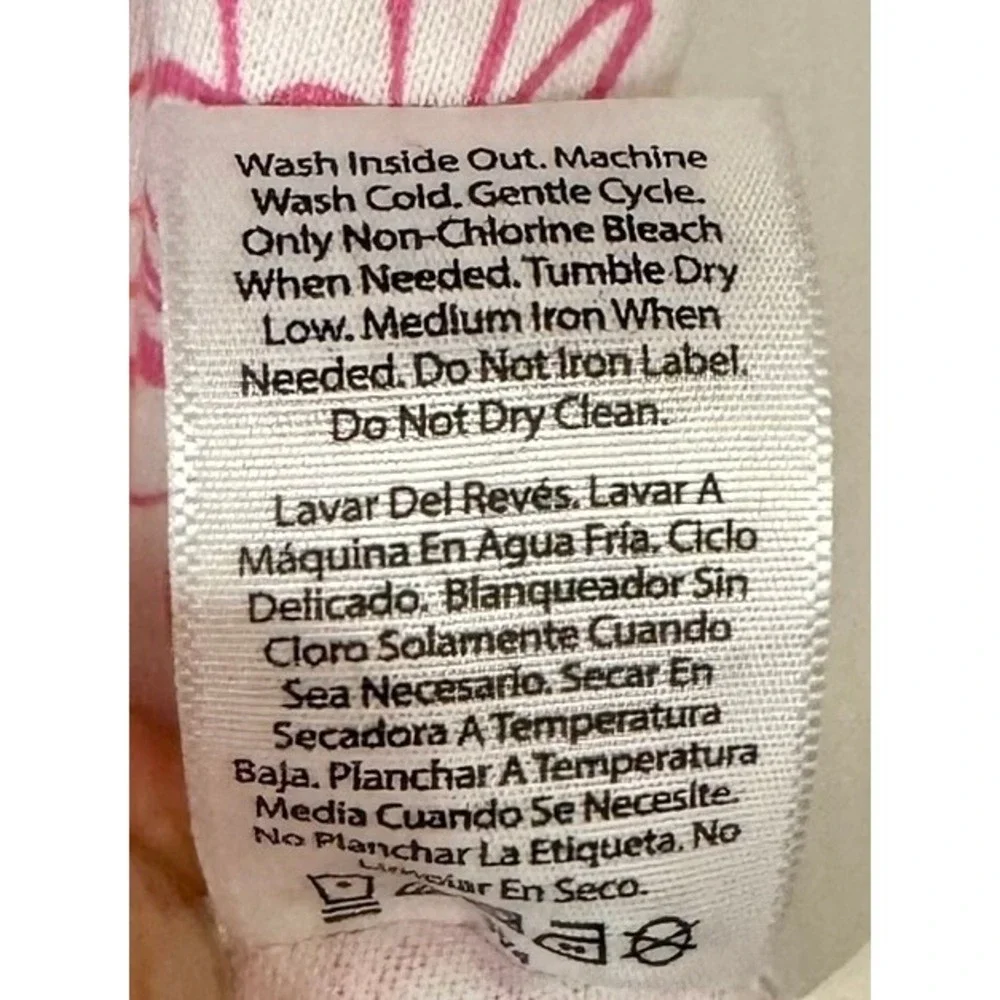 Wash Inside Out. Machine
Wash Cold. Gentle Cycle.
Only Non-Chlorine Bleach
When Needed. Tumble Dry
Low. Medium Iron When
Needed. Do Not Iron Label.
Do Not Dry Clean.
Lavar Del Revés. Lavar A
Máquina En Agua Fría. Ciclo
Delicado. Blanqueador Sin
Cloro Solamente Cuando
Sea Necesario. Secar En
Secadora A Temperatura
Baja. Planchar A Temperatura
Media Cuando Se Necesite.
No Planchar La Etiqueta. No
En Seco.